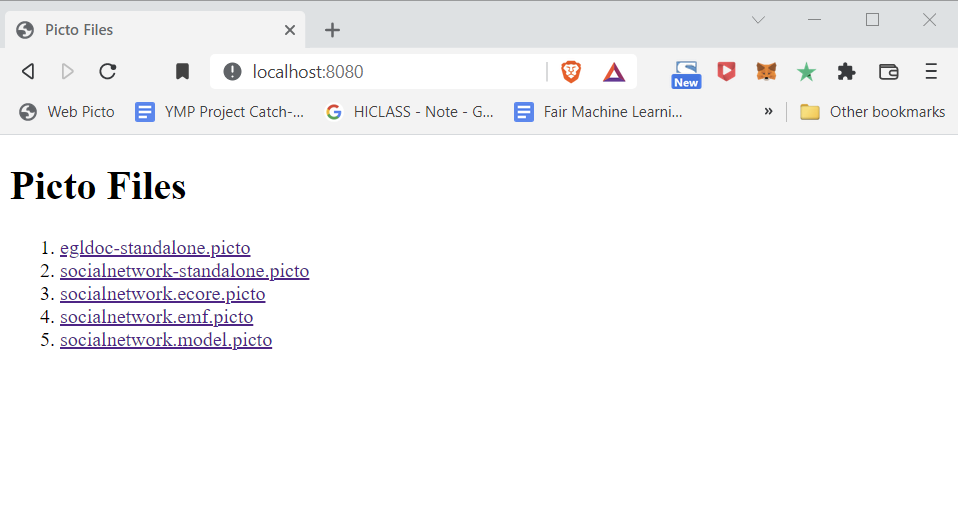 Picto Files
localhost:8080
New
Web Picto
YMP Project Catch-...
HICLASS - Note - G...
Fair Machine Learni...
»
Other bookmarks
Picto Files
1. egldoc-standalone.picto
2. socialnetwork-standalone.picto
3. socialnetwork.ecore.picto
4. socialnetwork.emf.picto
5. socialnetwork.model.picto